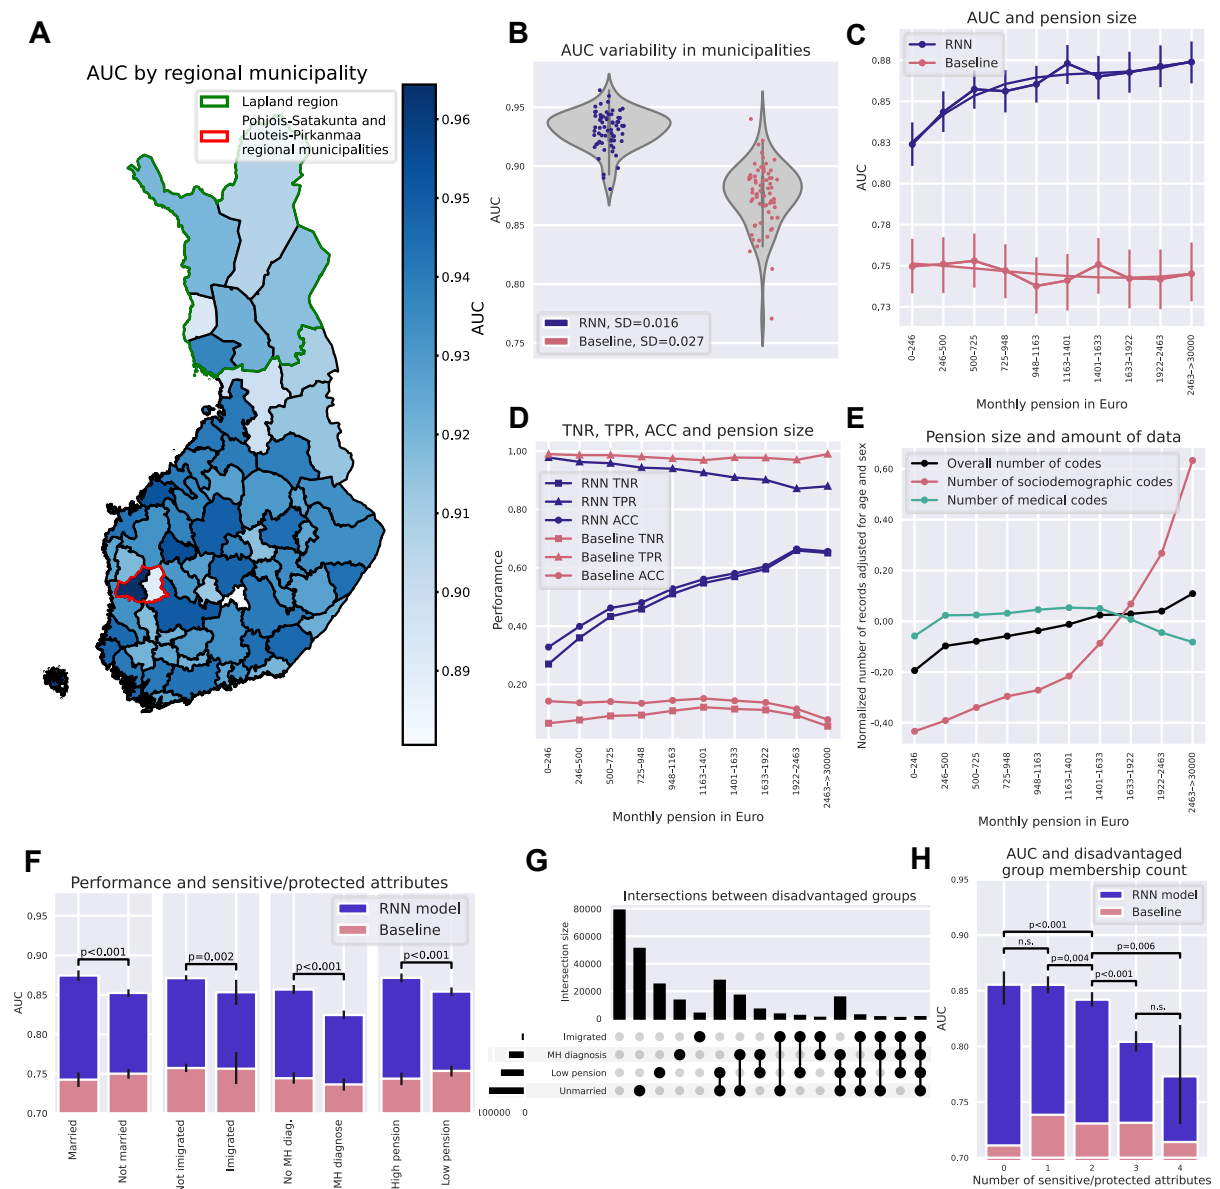 A
AUC by regional municipality
Lapland region
Pohjois-Satakunta and
Luoteis-Pirkanmaa
regional municipalities
0.96
0.95
0.94
0.93
0.92
0.91
0.90
0.89
AUC
B
AUC variability in municipalities
0.95
0.90
0.85
0.80
0.75
AUC
RNN, SD=0.016
Baseline, SD=0.027
C
AUC and pension size
RNN
Baseline
0.88
0.85
0.83
0.80
0.78
0.75
0.73
AUC
0–246
246–500
500–725
725–948
948–1163
1163–1401
1401–1633
1633–1922
1922–2463
2463–>30000
Monthly pension in Euro
D
TNR, TPR, ACC and pension size
1,00
0,80
0,60
0,40
0.20
Perforamnce
RNN TNR
RNN TPR
RNN ACC
Baseline TNR
Baseline TPR
Baseline ACC
0–246
246–500
500–725
725–948
948–1163
1163–1401
1401–1633
1633–1922
1922–2463
2463–>30000
Monthly pension in Euro
E
Pension size and amount of data
Overall number of codes
Number of sociodemographic codes
Number of medical codes
0,60
0,40
0,20
0,00
-0,20
-0,40
Normalized number of records adjusted for age and sex
0–246
246–500
500–725
725–948
948–1163
1163–1401
1401–1633
1633–1922
1922–2463
2463–>30000
Monthly pension in Euro
F
Performance and sensitive/protected attributes
RNN model
Baseline
0.95
0.90
0.85
0.80
0.75
0.70
AUC
p<0.001
p=0.002
p<0.001
p<0.001
Married
Not married
Not imigrated
Imigrated
No MH diag.
MH diagnose
High pension
Low pension
G
Intersections between disadvantaged groups
80000
60000
40000
20000
0
Intersection size
Imigrated
MH diagnosis
Low pension
Unmarried
100000
0
H
AUC and disadvantaged
group membership count
RNN model
Baseline
0.95
0.90
0.85
0.80
0.75
0.70
AUC
p<0.001
n.s.
p=0.004
p=0.006
p<0.001
n.s.
0
1
2
3
4
Number of sensitive/protected attributes